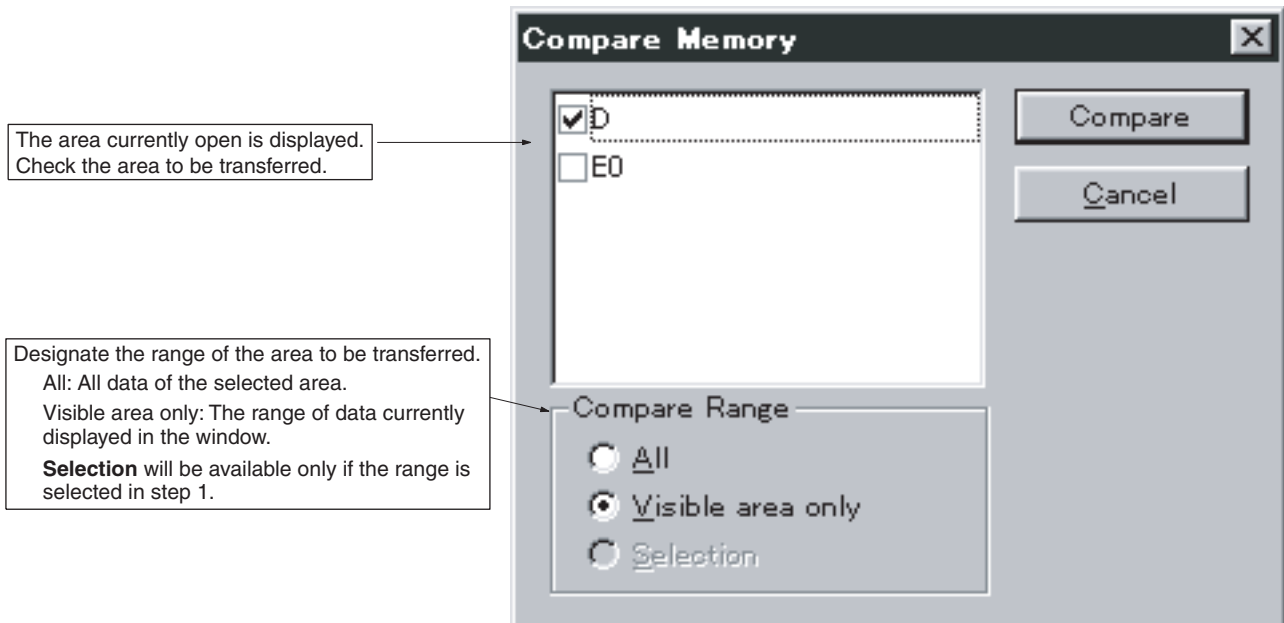 Compare Memory
D
E0
Compare
Cancel
The area currently open is displayed.
Check the area to be transferred.
Designate the range of the area to be transferred.
All: All data of the selected area.
Visible area only: The range of data currently
displayed in the window.
Selection will be available only if the range is
selected in step 1.
Compare Range
All
Visible area only
Selection